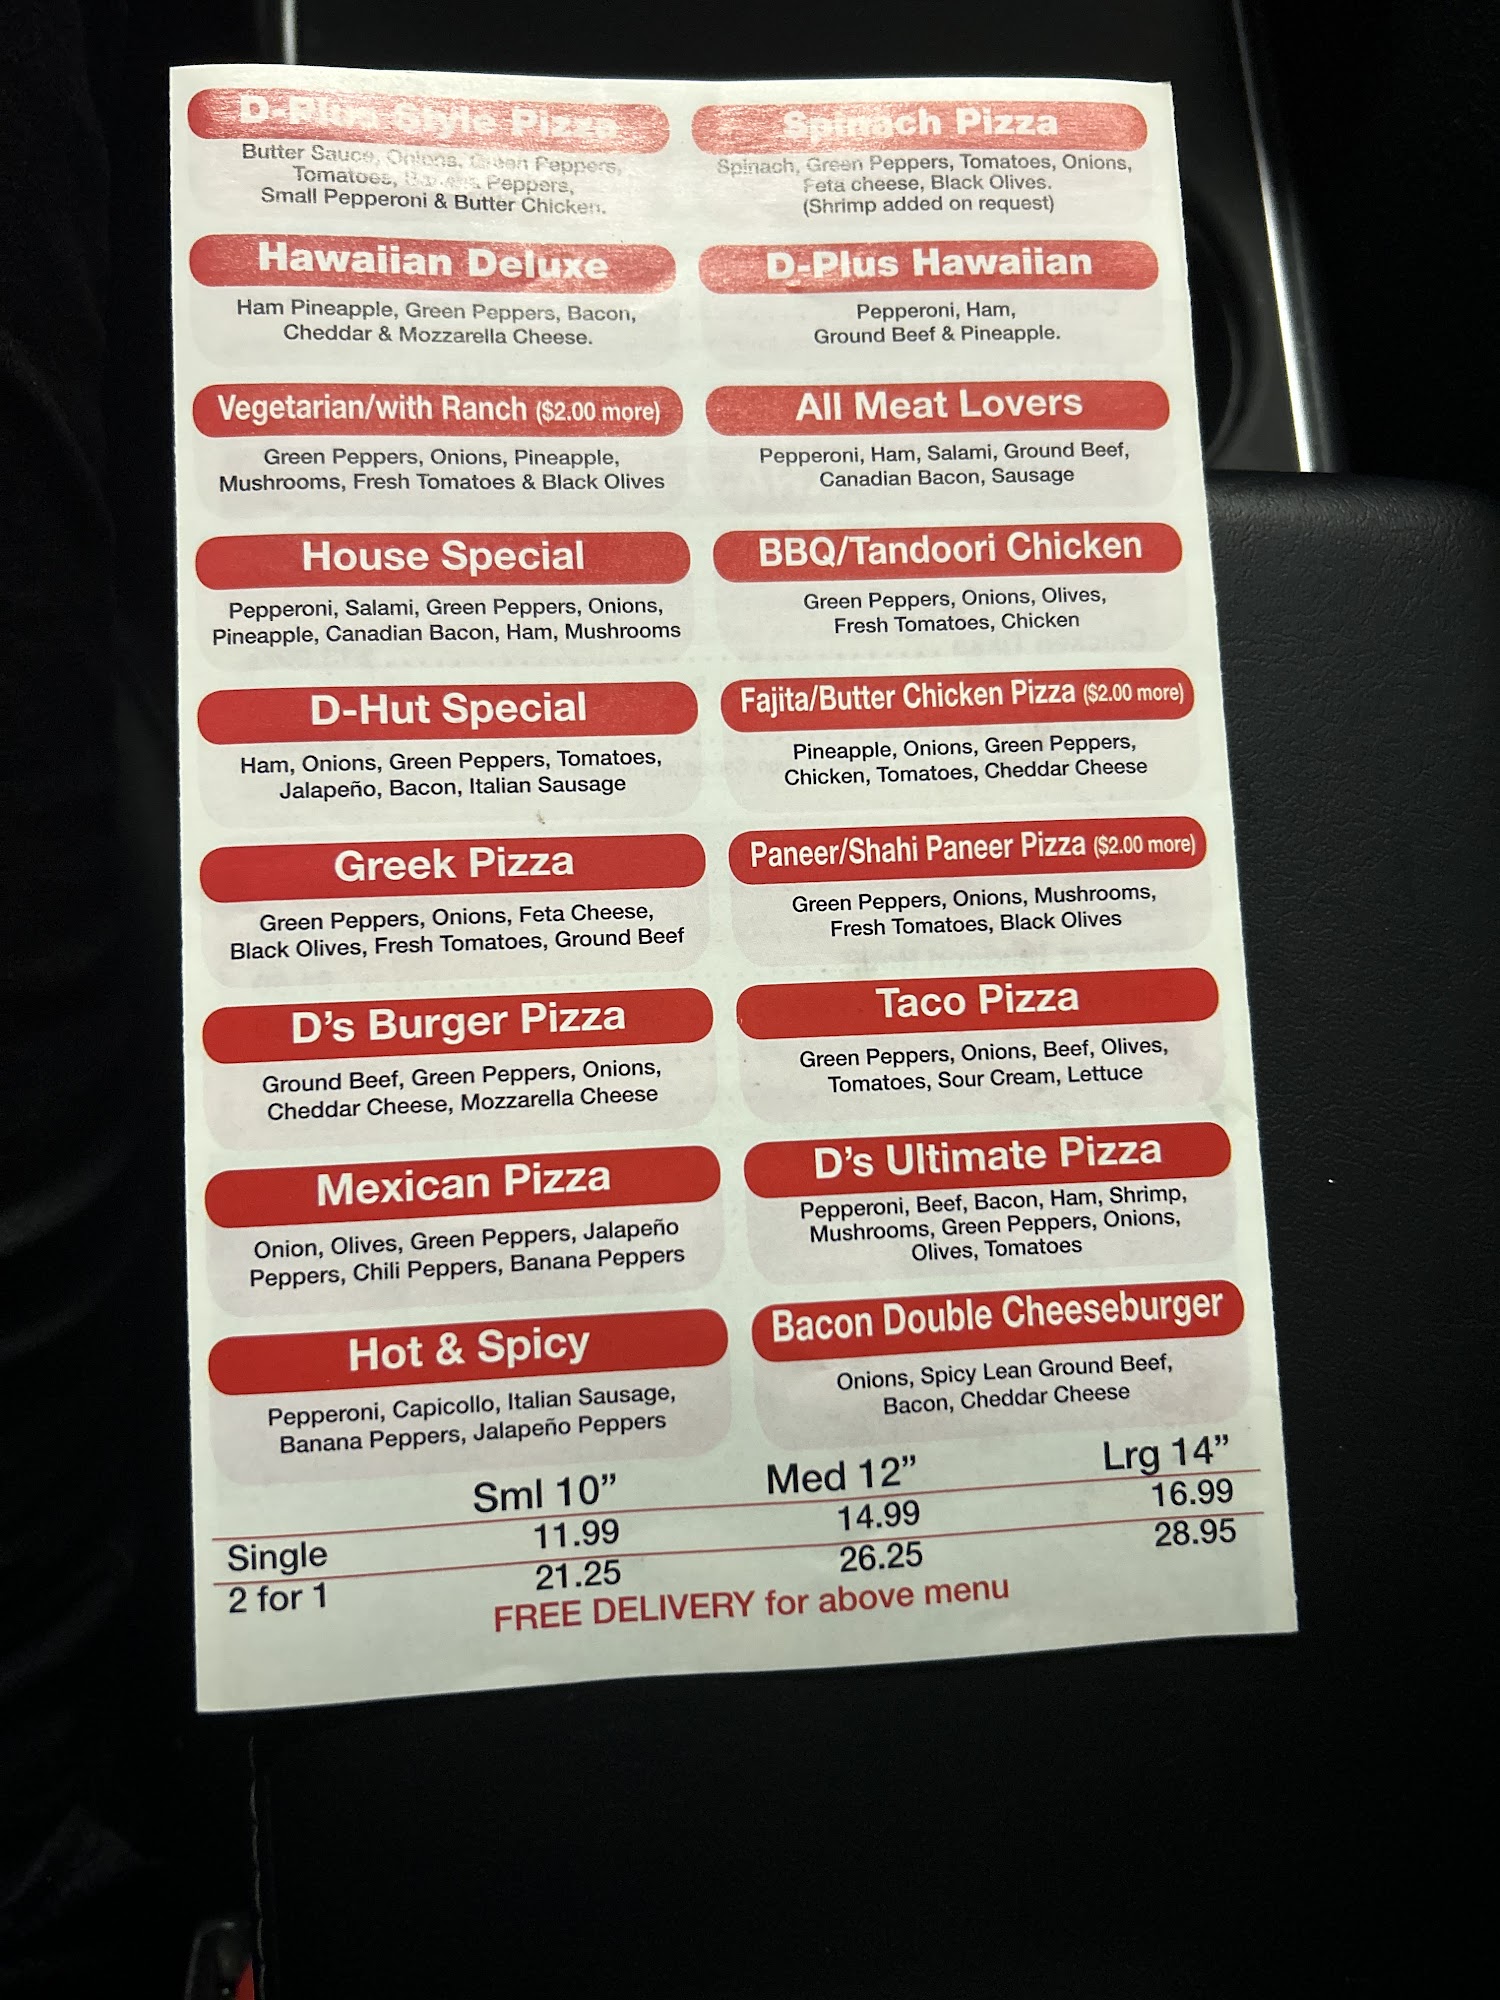 D-Plus Style Pizza
Butter Sauce, Onions, Green Peppers,
Tomatoes, Peppers,
Small Pepperoni & Butter Chicken.
Spinach Pizza
Spinach, Green Peppers, Tomatoes, Onions,
Feta cheese, Black Olives.
(Shrimp added on request)
Hawaiian Deluxe
Ham Pineapple, Green Peppers, Bacon,
Cheddar & Mozzarella Cheese.
D-Plus Hawaiian
Pepperoni, Ham,
Ground Beef & Pineapple.
Vegetarian/with Ranch ($2.00 more)
Green Peppers, Onions, Pineapple,
Mushrooms, Fresh Tomatoes & Black Olives
All Meat Lovers
Pepperoni, Ham, Salami, Ground Beef,
Canadian Bacon, Sausage
House Special
Pepperoni, Salami, Green Peppers, Onions,
Pineapple, Canadian Bacon, Ham, Mushrooms
BBQ/Tandoori Chicken
Green Peppers, Onions, Olives,
Fresh Tomatoes, Chicken
D-Hut Special
Ham, Onions, Green Peppers, Tomatoes,
Jalapeño, Bacon, Italian Sausage
Fajita/Butter Chicken Pizza ($2.00 more)
Pineapple, Onions, Green Peppers,
Chicken, Tomatoes, Cheddar Cheese
Greek Pizza
Green Peppers, Onions, Feta Cheese,
Black Olives, Fresh Tomatoes, Ground Beef
Paneer/Shahi Paneer Pizza ($2.00 more)
Green Peppers, Onions, Mushrooms,
Fresh Tomatoes, Black Olives
D's Burger Pizza
Ground Beef, Green Peppers, Onions,
Cheddar Cheese, Mozzarella Cheese
Taco Pizza
Green Peppers, Onions, Beef, Olives,
Tomatoes, Sour Cream, Lettuce
Mexican Pizza
Onion, Olives, Green Peppers, Jalapeño
Peppers, Chili Peppers, Banana Peppers
D's Ultimate Pizza
Pepperoni, Beef, Bacon, Ham, Shrimp,
Mushrooms, Green Peppers, Onions,
Olives, Tomatoes
Hot & Spicy
Pepperoni, Capicollo, Italian Sausage,
Banana Peppers, Jalapeño Peppers
Bacon Double Cheeseburger
Onions, Spicy Lean Ground Beef,
Bacon, Cheddar Cheese
Sml 10” Med 12” Lrg 14”
Single 11.99 14.99 16.99
2 for 1 21.25 26.25 28.95
FREE DELIVERY for above menu